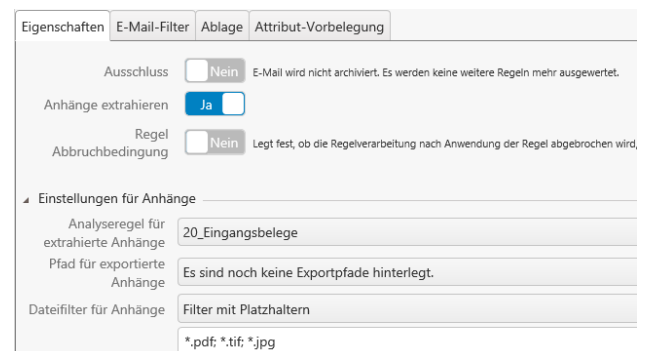 Eigenschaften E-Mail-Filter Ablage Attribut-Vorbelegung
Ausschluss Nein E-Mail wird nicht archiviert. Es werden keine weitere Regeln mehr ausgewertet.
Anhänge extrahieren Ja
Regel
Abbruchbedingung Nein Legt fest, ob die Regelverarbeitung nach Anwendung der Regel abgebrochen wird,
Einstellungen für Anhänge
Analyseregel für
extrahierte Anhänge 20_Eingangsbelege
Pfad für exportierte
Anhänge Es sind noch keine Exportpfade hinterlegt.
Dateifilter für Anhänge Filter mit Platzhaltern
*.pdf; *.tif; *.jpg